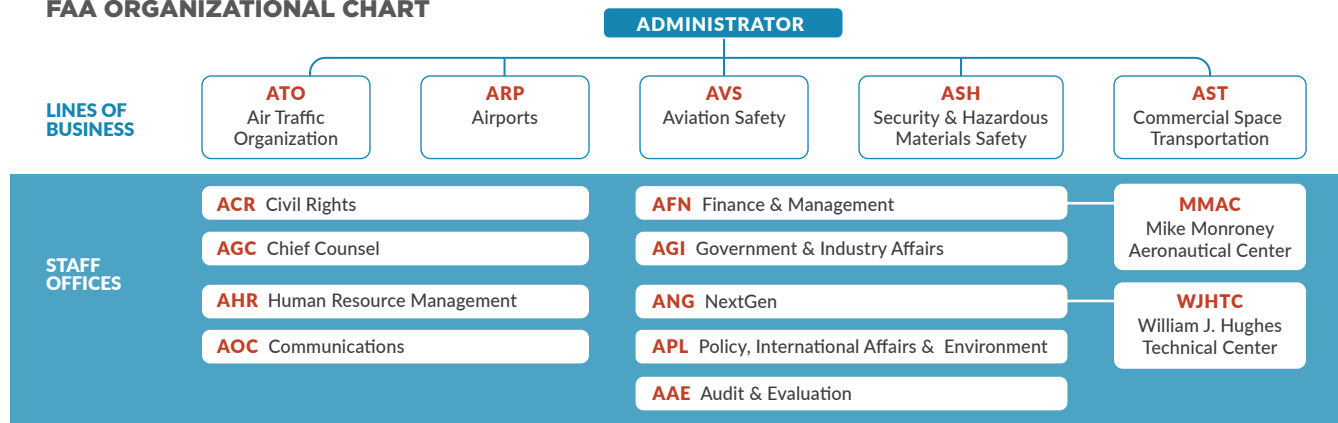 FAA ORGANIZATIONAL CHART
ADMINISTRATOR
LINES OF
BUSINESS
ATO
Air Traffic
Organization
ARP
Airports
AVS
Aviation Safety
ASH
Security & Hazardous
Materials Safety
AST
Commercial Space
Transportation
STAFF
OFFICES
ACR Civil Rights
AGC Chief Counsel
AHR Human Resource Management
AOC Communications
AFN Finance & Management
AGI Government & Industry Affairs
ANG NextGen
APL Policy, International Affairs & Environment
AAE Audit & Evaluation
MMAC
Mike Monroney
Aeronautical Center
WJHTC
William J. Hughes
Technical Center